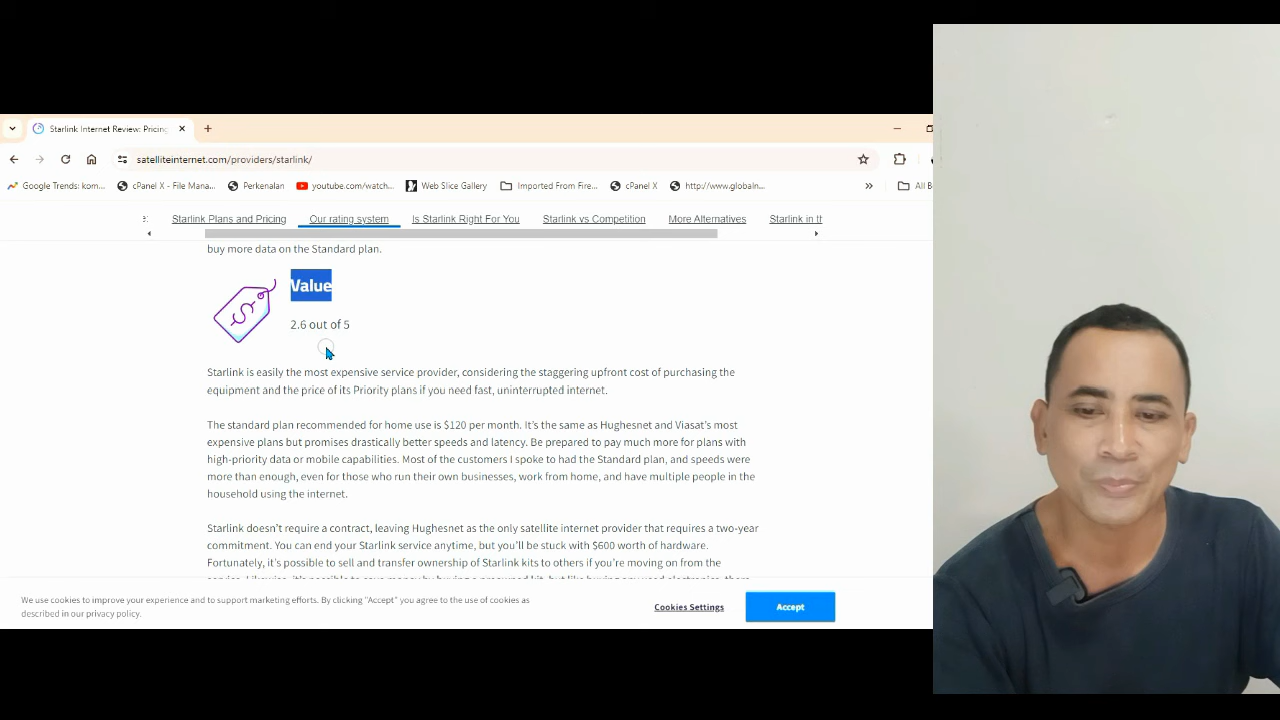 Starlink Internet Review: Pricing
satelliteinternet.com/providers/starlink/
Google Trends: kom...
cPanel X - File Mana...
Perkenalan
youtube.com/watch...
Web Slice Gallery
Imported From Fire...
cPanel X
http://www.globaln...
»
All B
Starlink Plans and Pricing
Our rating system
Is Starlink Right For You
Starlink vs Competition
More Alternatives
Starlink in th
buy more data on the Standard plan.
Value
2.6 out of 5
Starlink is easily the most expensive service provider, considering the staggering upfront cost of purchasing the
equipment and the price of its Priority plans if you need fast, uninterrupted internet.
The standard plan recommended for home use is $120 per month. It's the same as Hughesnet and Viasat's most
expensive plans but promises drastically better speeds and latency. Be prepared to pay much more for plans with
high-priority data or mobile capabilities. Most of the customers I spoke to had the Standard plan, and speeds were
more than enough, even for those who run their own businesses, work from home, and have multiple people in the
household using the internet.
Starlink doesn't require a contract, leaving Hughesnet as the only satellite internet provider that requires a two-year
commitment. You can end your Starlink service anytime, but you'll be stuck with $600 worth of hardware.
Fortunately, it's possible to sell and transfer ownership of Starlink kits to others if you're moving on from the
We use cookies to improve your experience and to support marketing efforts. By clicking "Accept" you agree to the use of cookies as
described in our privacy policy.
Cookies Settings
Accept